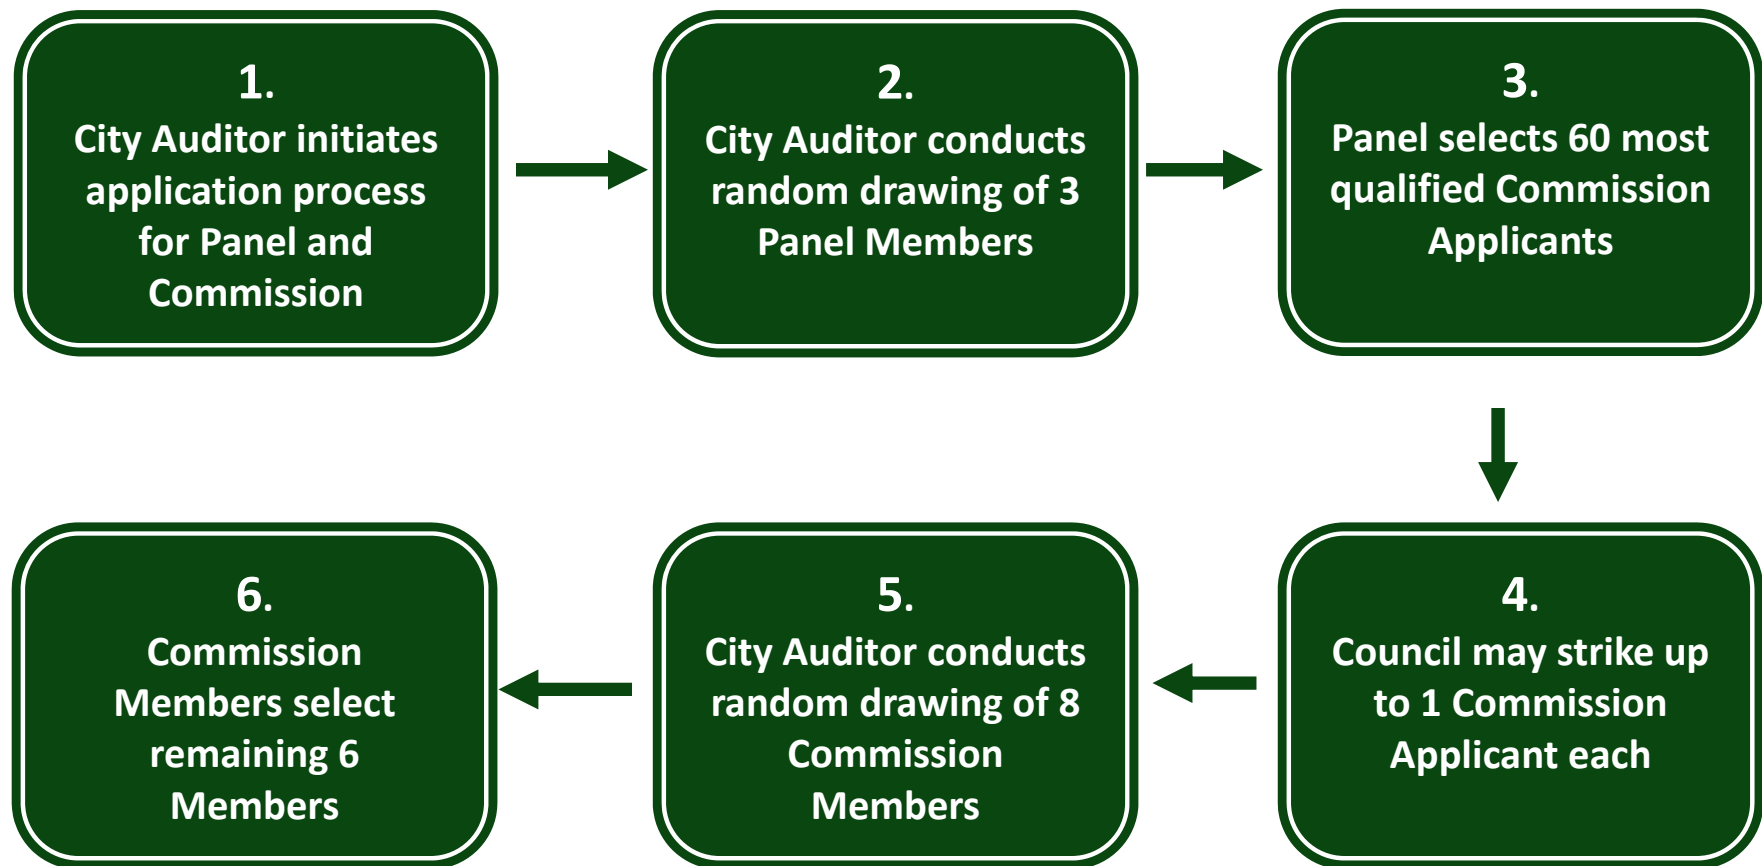 1.
City Auditor initiates
application process
for Panel and
Commission
2.
City Auditor conducts
random drawing of 3
Panel Members
3.
Panel selects 60 most
qualified Commission
Applicants
4.
Council may strike up
to 1 Commission
Applicant each
5.
City Auditor conducts
random drawing of 8
Commission
Members
6.
Commission
Members select
remaining 6
Members